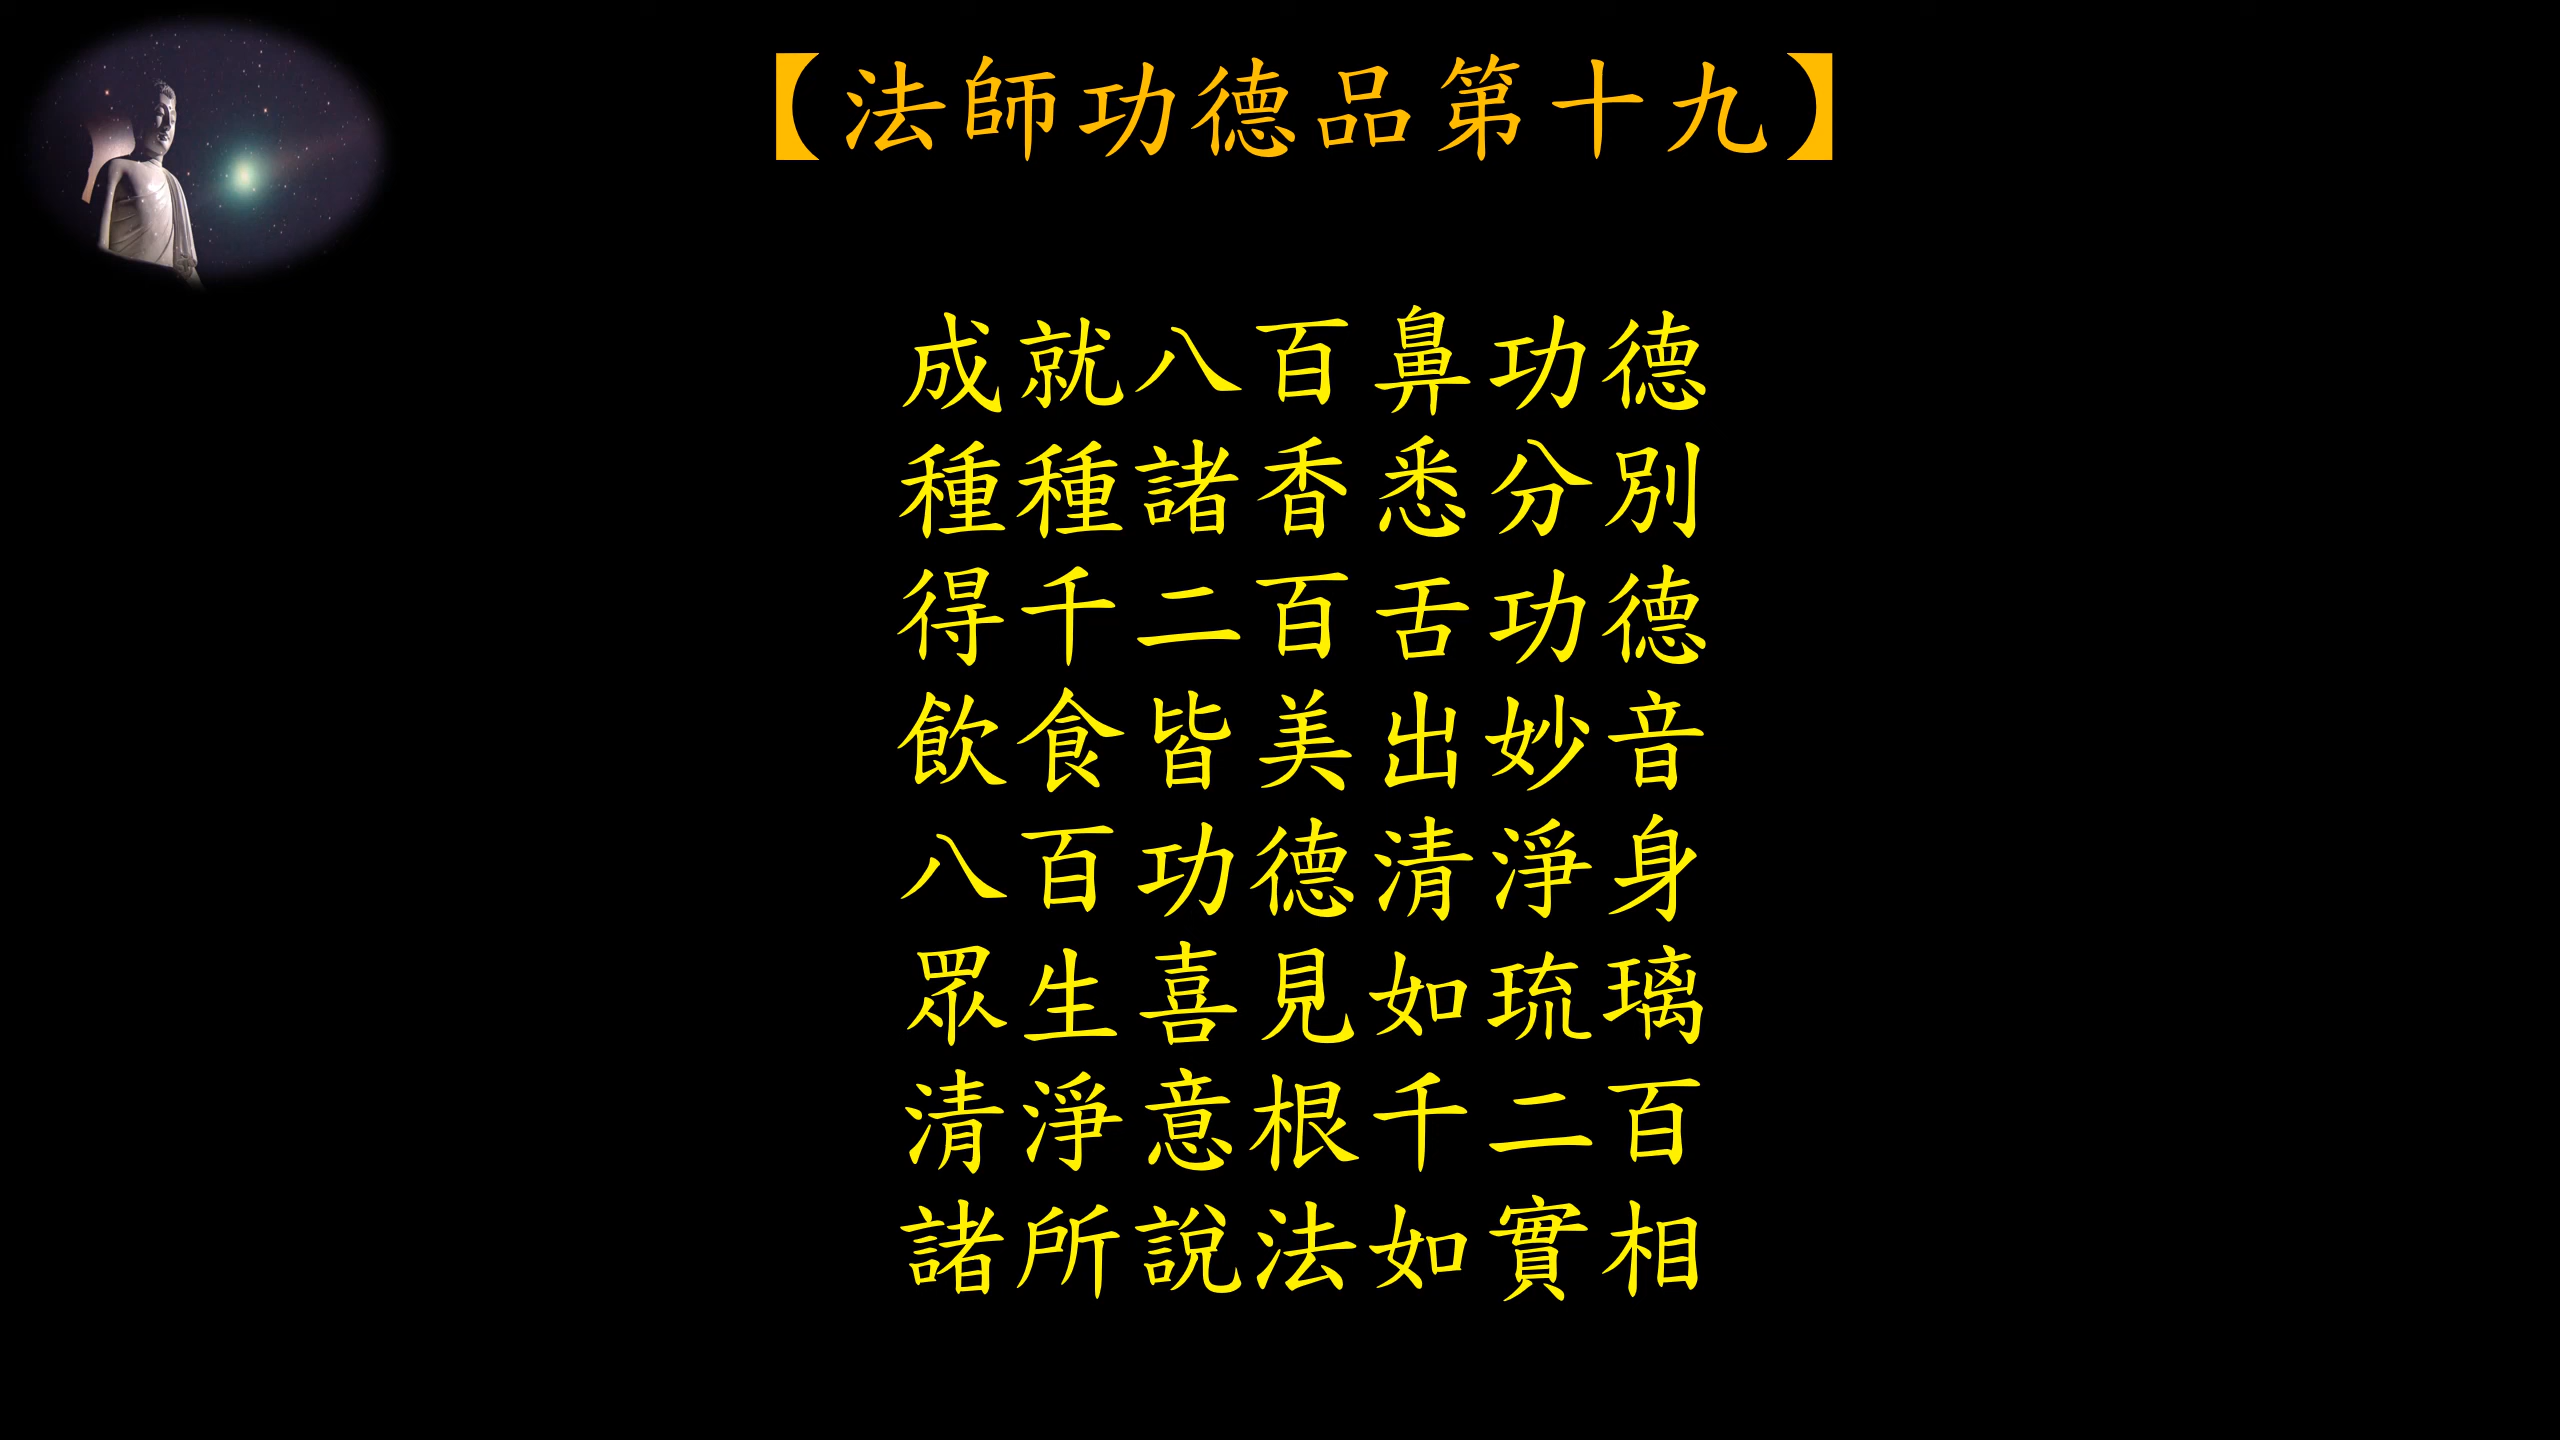 【法師功德品第十九】
成就八百鼻功德
種種諸香悉分別
得千二百舌功德
飲食皆美出妙音
八百功德清淨身
眾生喜見如琉璃
清淨意根千二百
諸所說法如實相